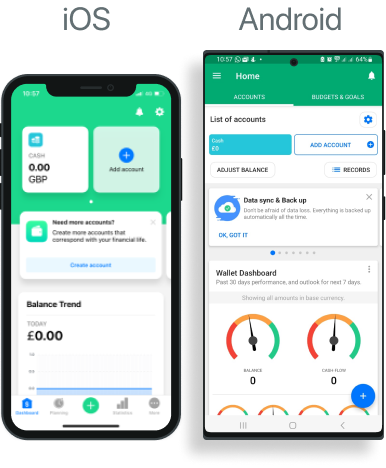 iOS
Android
10:57
4G
CASH
0.00
GBP
Add account
Need more accounts?
Create more accounts that
correspond with your financial life.
Create account
Balance Trend
TODAY
£0.00
Dashboard
Planning
Statistics
More
10:57
64%
Home
ACCOUNTS
BUDGETS & GOALS
List of accounts
Cash
£0
ADD ACCOUNT
ADJUST BALANCE
RECORDS
Data sync & Back up
Don't be afraid of data loss. Everything is backed up
automatically all the time.
OK, GOT IT
Wallet Dashboard
Past 30 days performance, and outlook for next 7 days.
Showing all amounts in base currency.
BALANCE
0
CASH FLOW
0